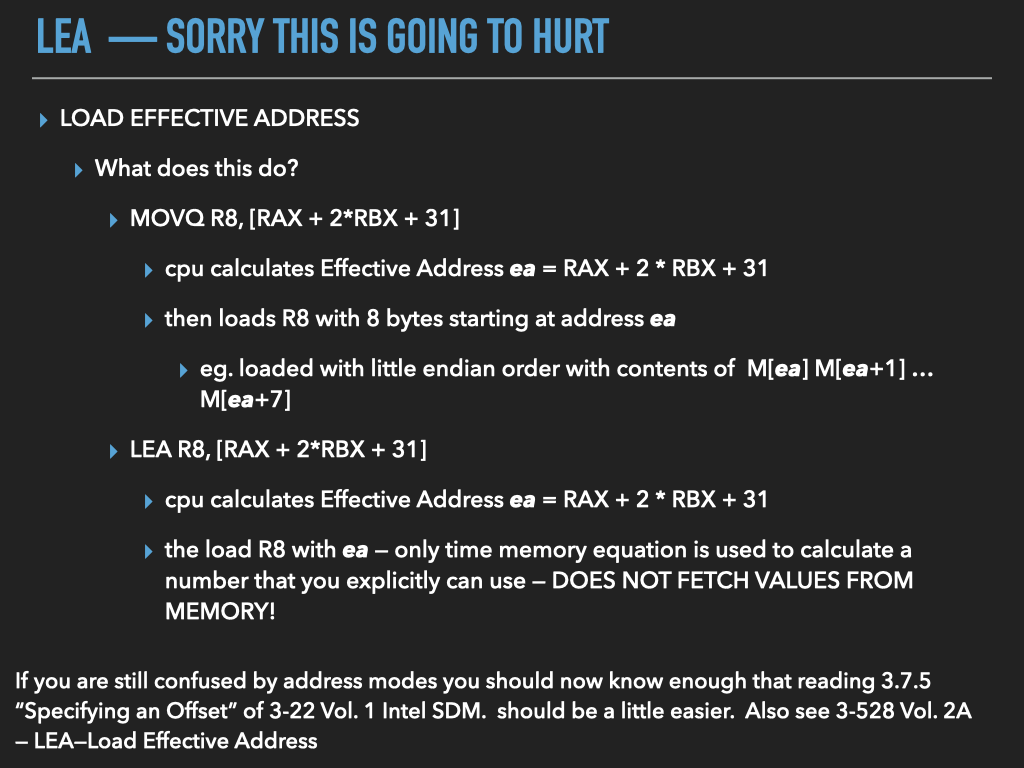 LEA — SORRY THIS IS GOING TO HURT
LOAD EFFECTIVE ADDRESS
What does this do?
MOVQ R8, [RAX + 2*RBX + 31]
cpu calculates Effective Address ea = RAX + 2 * RBX + 31
then loads R8 with 8 bytes starting at address ea
eg. loaded with little endian order with contents of M[ea] M[ea+1] …
M[ea+7]
LEA R8, [RAX + 2*RBX + 31]
cpu calculates Effective Address ea = RAX + 2 * RBX + 31
the load R8 with ea – only time memory equation is used to calculate a
number that you explicitly can use – DOES NOT FETCH VALUES FROM
MEMORY!
If you are still confused by address modes you should now know enough that reading 3.7.5
“Specifying an Offset” of 3-22 Vol. 1 Intel SDM. should be a little easier. Also see 3-528 Vol. 2A
– LEA—Load Effective Address